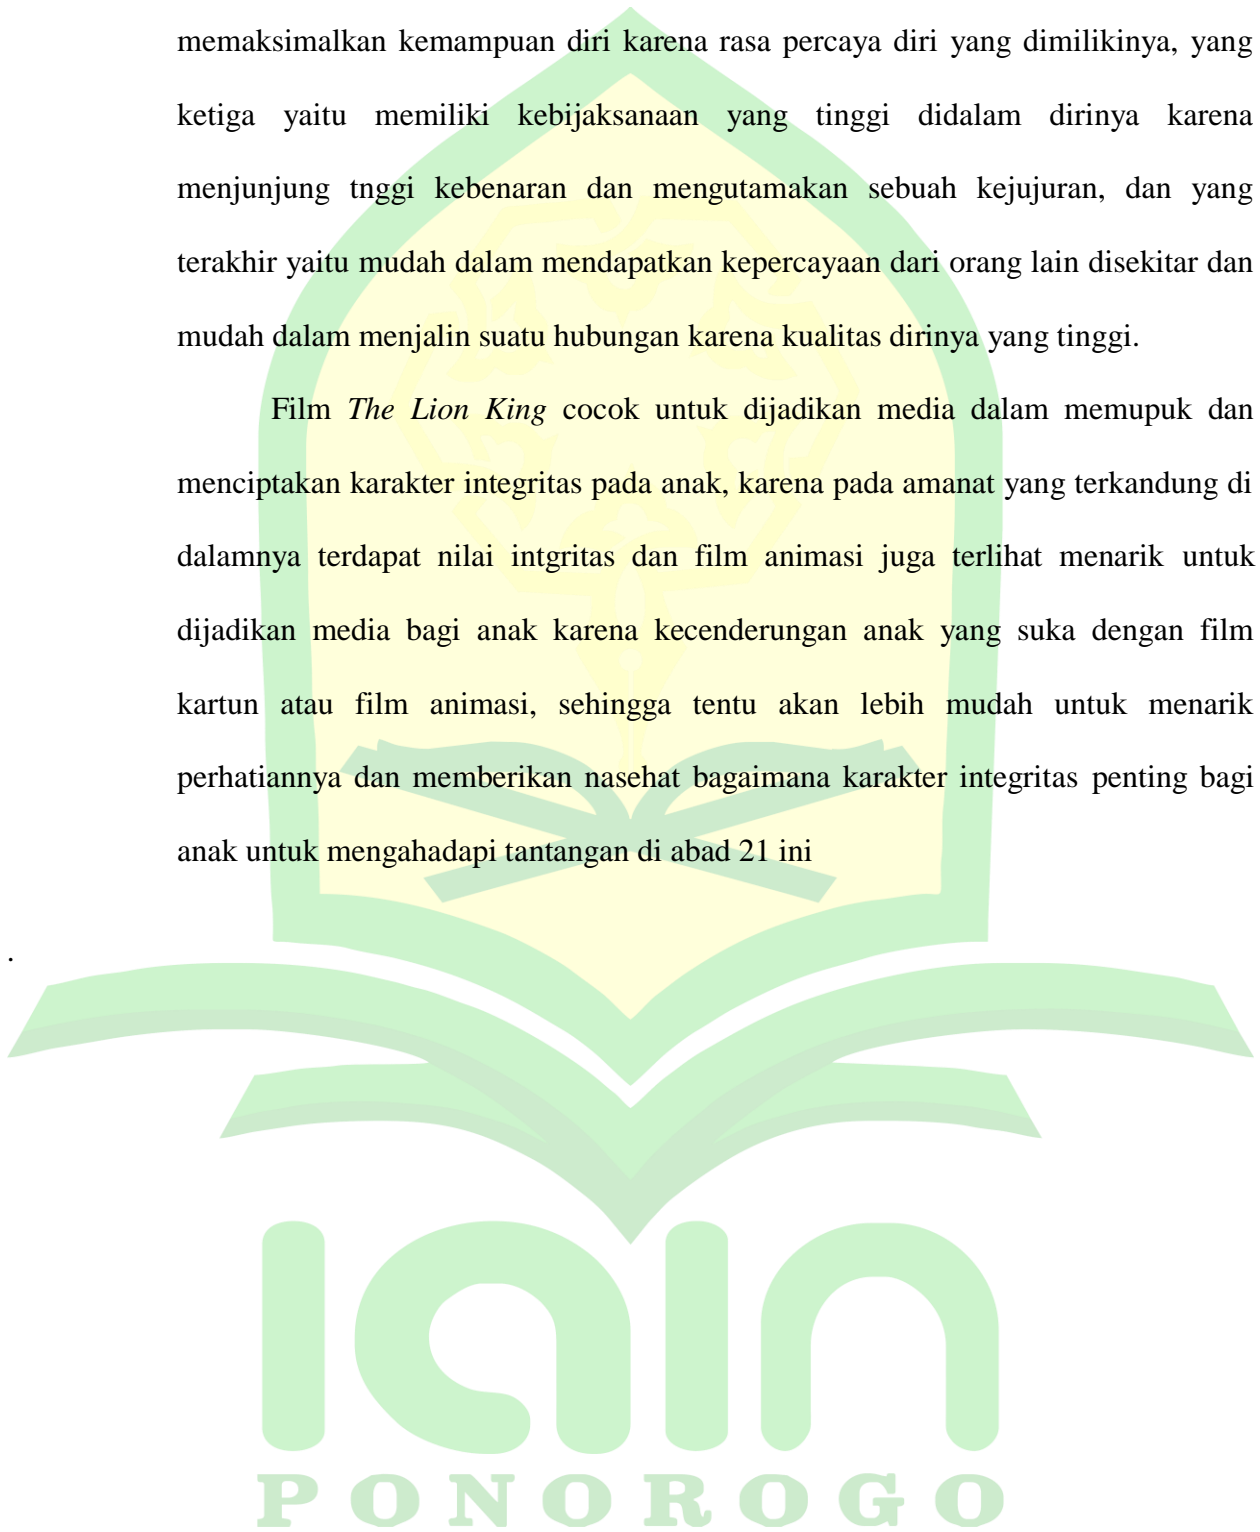 memaksimalkan kemampuan diri karena rasa percaya diri yang dimilikinya, yang
ketiga yaitu memiliki kebijaksanaan yang tinggi didalam dirinya karena
menjunjung tnggi kebenaran dan mengutamakan sebuah kejujuran, dan yang
terakhir yaitu mudah dalam mendapatkan kepercayaan dari orang lain disekitar dan
mudah dalam menjalin suatu hubungan karena kualitas dirinya yang tinggi.
Film The Lion King cocok untuk dijadikan media dalam memupuk dan
menciptakan karakter integritas pada anak, karena pada amanat yang terkandung di
dalamnya terdapat nilai intgritas dan film animasi juga terlihat menarik untuk
dijadikan media bagi anak karena kecenderungan anak yang suka dengan film
kartun atau film animasi, sehingga tentu akan lebih mudah untuk menarik
perhatiannya dan memberikan nasehat bagaimana karakter integritas penting bagi
anak untuk mengahadapi tantangan di abad 21 ini
.
iain
PONOROGO